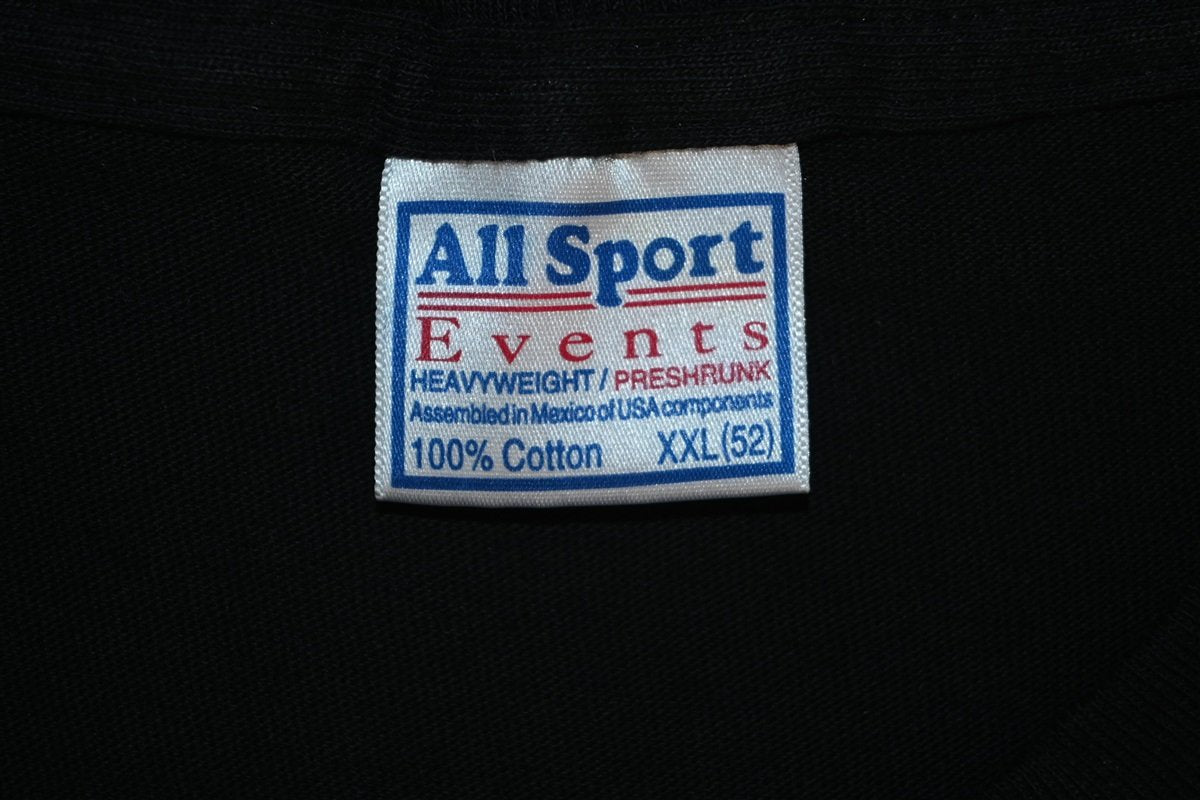 All Sport
Events
HEAVYWEIGHT / PRESHRUNK
Assembled in Mexico of USA components
100% Cotton XXL (52)